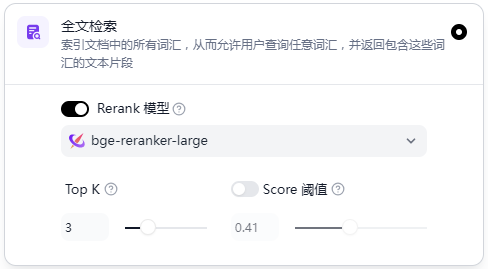 全文检索
索引文档中的所有词汇，从而允许用户查询任意词汇，并返回包含这些词
汇的文本片段
Rerank 模型
bge-reranker-large
Top K
Score 阈值
3
0.41